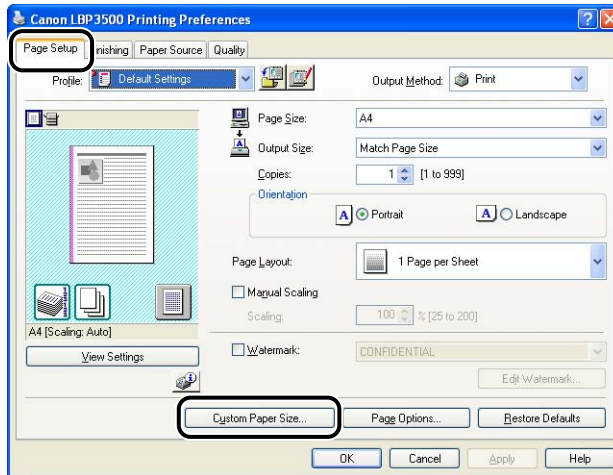 Canon LBP3500 Printing Preferences
Page Setup Finishing Paper Source Quality
Profile: Default Settings Output Method: Print
Page Size: A4
Output Size: Match Page Size
Copies: 1 [1 to 999]
Orientation
A Portrait A Landscape
Page Layout: 1 Page per Sheet
Manual Scaling
Scaling: 100 % [25 to 200]
A4 [Scaling: Auto]
View Settings
Watermark: CONFIDENTIAL
Edit Watermark...
Custom Paper Size... Page Options... Restore Defaults
OK Cancel Apply Help